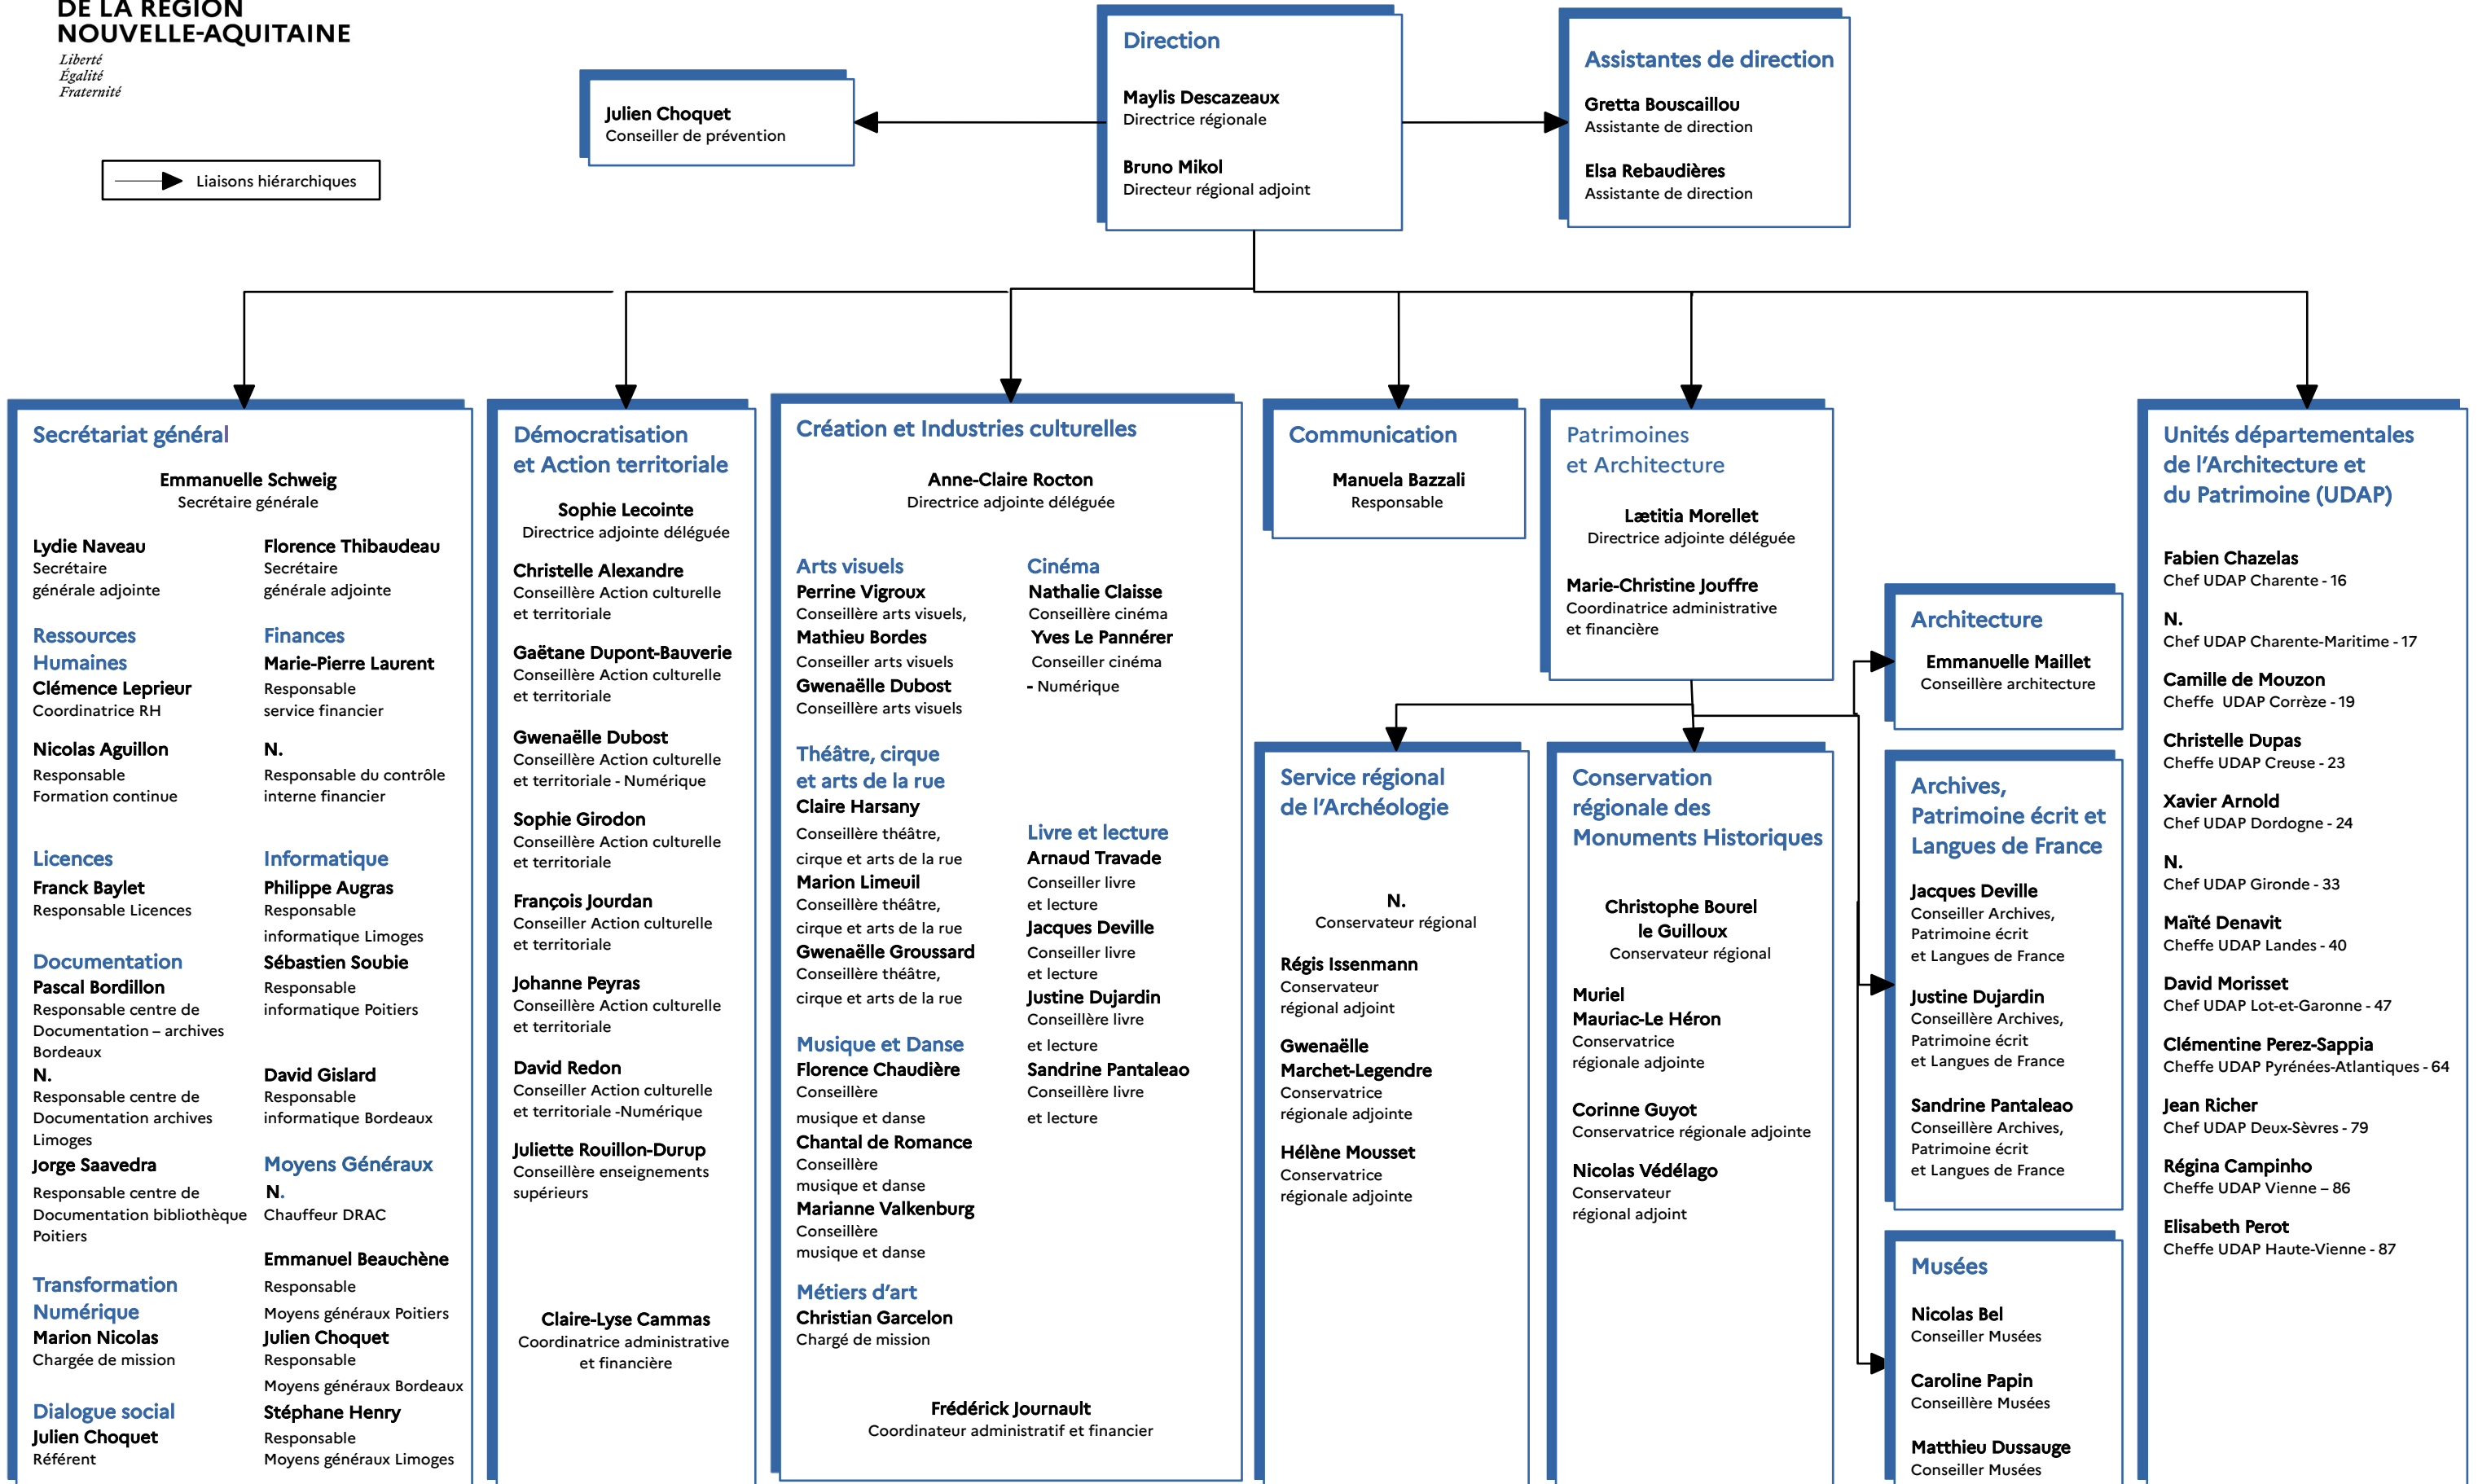 DE LA RÉGION
NOUVELLE-AQUITAINE
Liberté
Égalité
Fraternité
Liaisons hiérarchiques
Julien Choquet
Conseiller de prévention
Direction
Maylis Descazeaux
Directrice régionale
Bruno Mikol
Directeur régional adjoint
Assistantes de direction
Gretta Bouscaillou
Assistante de direction
Elsa Rebaudières
Assistante de direction
Secrétariat général
Emmanuelle Schweig
Secrétaire générale
Lydie Naveau
Secrétaire
générale adjointe
Ressources
Humaines
Clémence Leprieur
Coordinatrice RH
Nicolas Aguillon
Responsable
Formation continue
Licences
Franck Baylet
Responsable Licences
Documentation
Pascal Bordillon
Responsable centre de
Documentation – archives
Bordeaux
N.
Responsable centre de
Documentation archives
Limoges
Jorge Saavedra
Responsable centre de
Documentation bibliothèque
Poitiers
Transformation
Numérique
Marion Nicolas
Chargée de mission
Dialogue social
Julien Choquet
Référent
Florence Thibaudeau
Secrétaire
générale adjointe
Finances
Marie-Pierre Laurent
Responsable
service financier
N.
Responsable du contrôle
interne financier
Informatique
Philippe Augras
Responsable
informatique Limoges
Sébastien Soubie
Responsable
informatique Poitiers
David Gislard
Responsable
informatique Bordeaux
Moyens Généraux
N.
Chauffeur DRAC
Emmanuel Beauchène
Responsable
Moyens généraux Poitiers
Julien Choquet
Responsable
Moyens généraux Bordeaux
Stéphane Henry
Responsable
Moyens généraux Limoges
Démocratisation
et Action territoriale
Sophie Lecointe
Directrice adjointe déléguée
Christelle Alexandre
Conseillère Action culturelle
et territoriale
Gaëtane Dupont-Bauverie
Conseillère Action culturelle
et territoriale
Gwenaëlle Dubost
Conseillère Action culturelle
et territoriale - Numérique
Sophie Girodon
Conseillère Action culturelle
et territoriale
François Jourdan
Conseiller Action culturelle
et territoriale
Johanne Peyras
Conseillère Action culturelle
et territoriale
David Redon
Conseiller Action culturelle
et territoriale -Numérique
Juliette Rouillon-Durup
Conseillère enseignements
supérieurs
Claire-Lyse Cammas
Coordinatrice administrative
et financière
Création et Industries culturelles
Anne-Claire Rocton
Directrice adjointe déléguée
Arts visuels
Perrine Vigroux
Conseillère arts visuels,
Mathieu Bordes
Conseiller arts visuels
Gwenaëlle Dubost
Conseillère arts visuels
Théâtre, cirque
et arts de la rue
Claire Harsany
Conseillère théâtre,
cirque et arts de la rue
Marion Limeuil
Conseillère théâtre,
cirque et arts de la rue
Gwenaëlle Groussard
Conseillère théâtre,
cirque et arts de la rue
Musique et Danse
Florence Chaudière
Conseillère
musique et danse
Chantal de Romance
Conseillère
musique et danse
Marianne Valkenburg
Conseillère
musique et danse
Métiers d'art
Christian Garcelon
Chargé de mission
Cinéma
Nathalie Claisse
Conseillère cinéma
Yves Le Pannérer
Conseiller cinéma
- Numérique
Livre et lecture
Arnaud Travade
Conseiller livre
et lecture
Jacques Deville
Conseiller livre
et lecture
Justine Dujardin
Conseillère livre
et lecture
Sandrine Pantaleao
Conseillère livre
et lecture
Frédérick Journault
Coordinateur administratif et financier
Communication
Manuela Bazzali
Responsable
Patrimoines
et Architecture
Lætitia Morellet
Directrice adjointe déléguée
Marie-Christine Jouffre
Coordinatrice administrative
et financière
Service régional
de l'Archéologie
N.
Conservateur régional
Régis Issenmann
Conservateur
régional adjoint
Gwenaëlle
Marchet-Legendre
Conservatrice
régionale adjointe
Hélène Mousset
Conservatrice
régionale adjointe
Conservation
régionale des
Monuments Historiques
Christophe Bourel
le Guilloux
Conservateur régional
Muriel
Mauriac-Le Héron
Conservatrice
régionale adjointe
Corinne Guyot
Conservatrice régionale adjointe
Nicolas Védélago
Conservateur
régional adjoint
Architecture
Emmanuelle Maillet
Conseillère architecture
Archives,
Patrimoine écrit et
Langues de France
Jacques Deville
Conseiller Archives,
Patrimoine écrit
et Langues de France
Justine Dujardin
Conseillère Archives,
Patrimoine écrit
et Langues de France
Sandrine Pantaleao
Conseillère Archives,
Patrimoine écrit
et Langues de France
Musées
Nicolas Bel
Conseiller Musées
Caroline Papin
Conseillère Musées
Matthieu Dussauge
Conseiller Musées
Unités départementales
de l'Architecture et
du Patrimoine (UDAP)
Fabien Chazelas
Chef UDAP Charente - 16
N.
Chef UDAP Charente-Maritime - 17
Camille de Mouzon
Cheffe UDAP Corrèze - 19
Christelle Dupas
Cheffe UDAP Creuse - 23
Xavier Arnold
Chef UDAP Dordogne - 24
N.
Chef UDAP Gironde - 33
Maïté Denavit
Cheffe UDAP Landes - 40
David Morisset
Chef UDAP Lot-et-Garonne - 47
Clémentine Perez-Sappia
Cheffe UDAP Pyrénées-Atlantiques - 64
Jean Richer
Chef UDAP Deux-Sèvres - 79
Régina Campinho
Cheffe UDAP Vienne – 86
Elisabeth Perot
Cheffe UDAP Haute-Vienne - 87